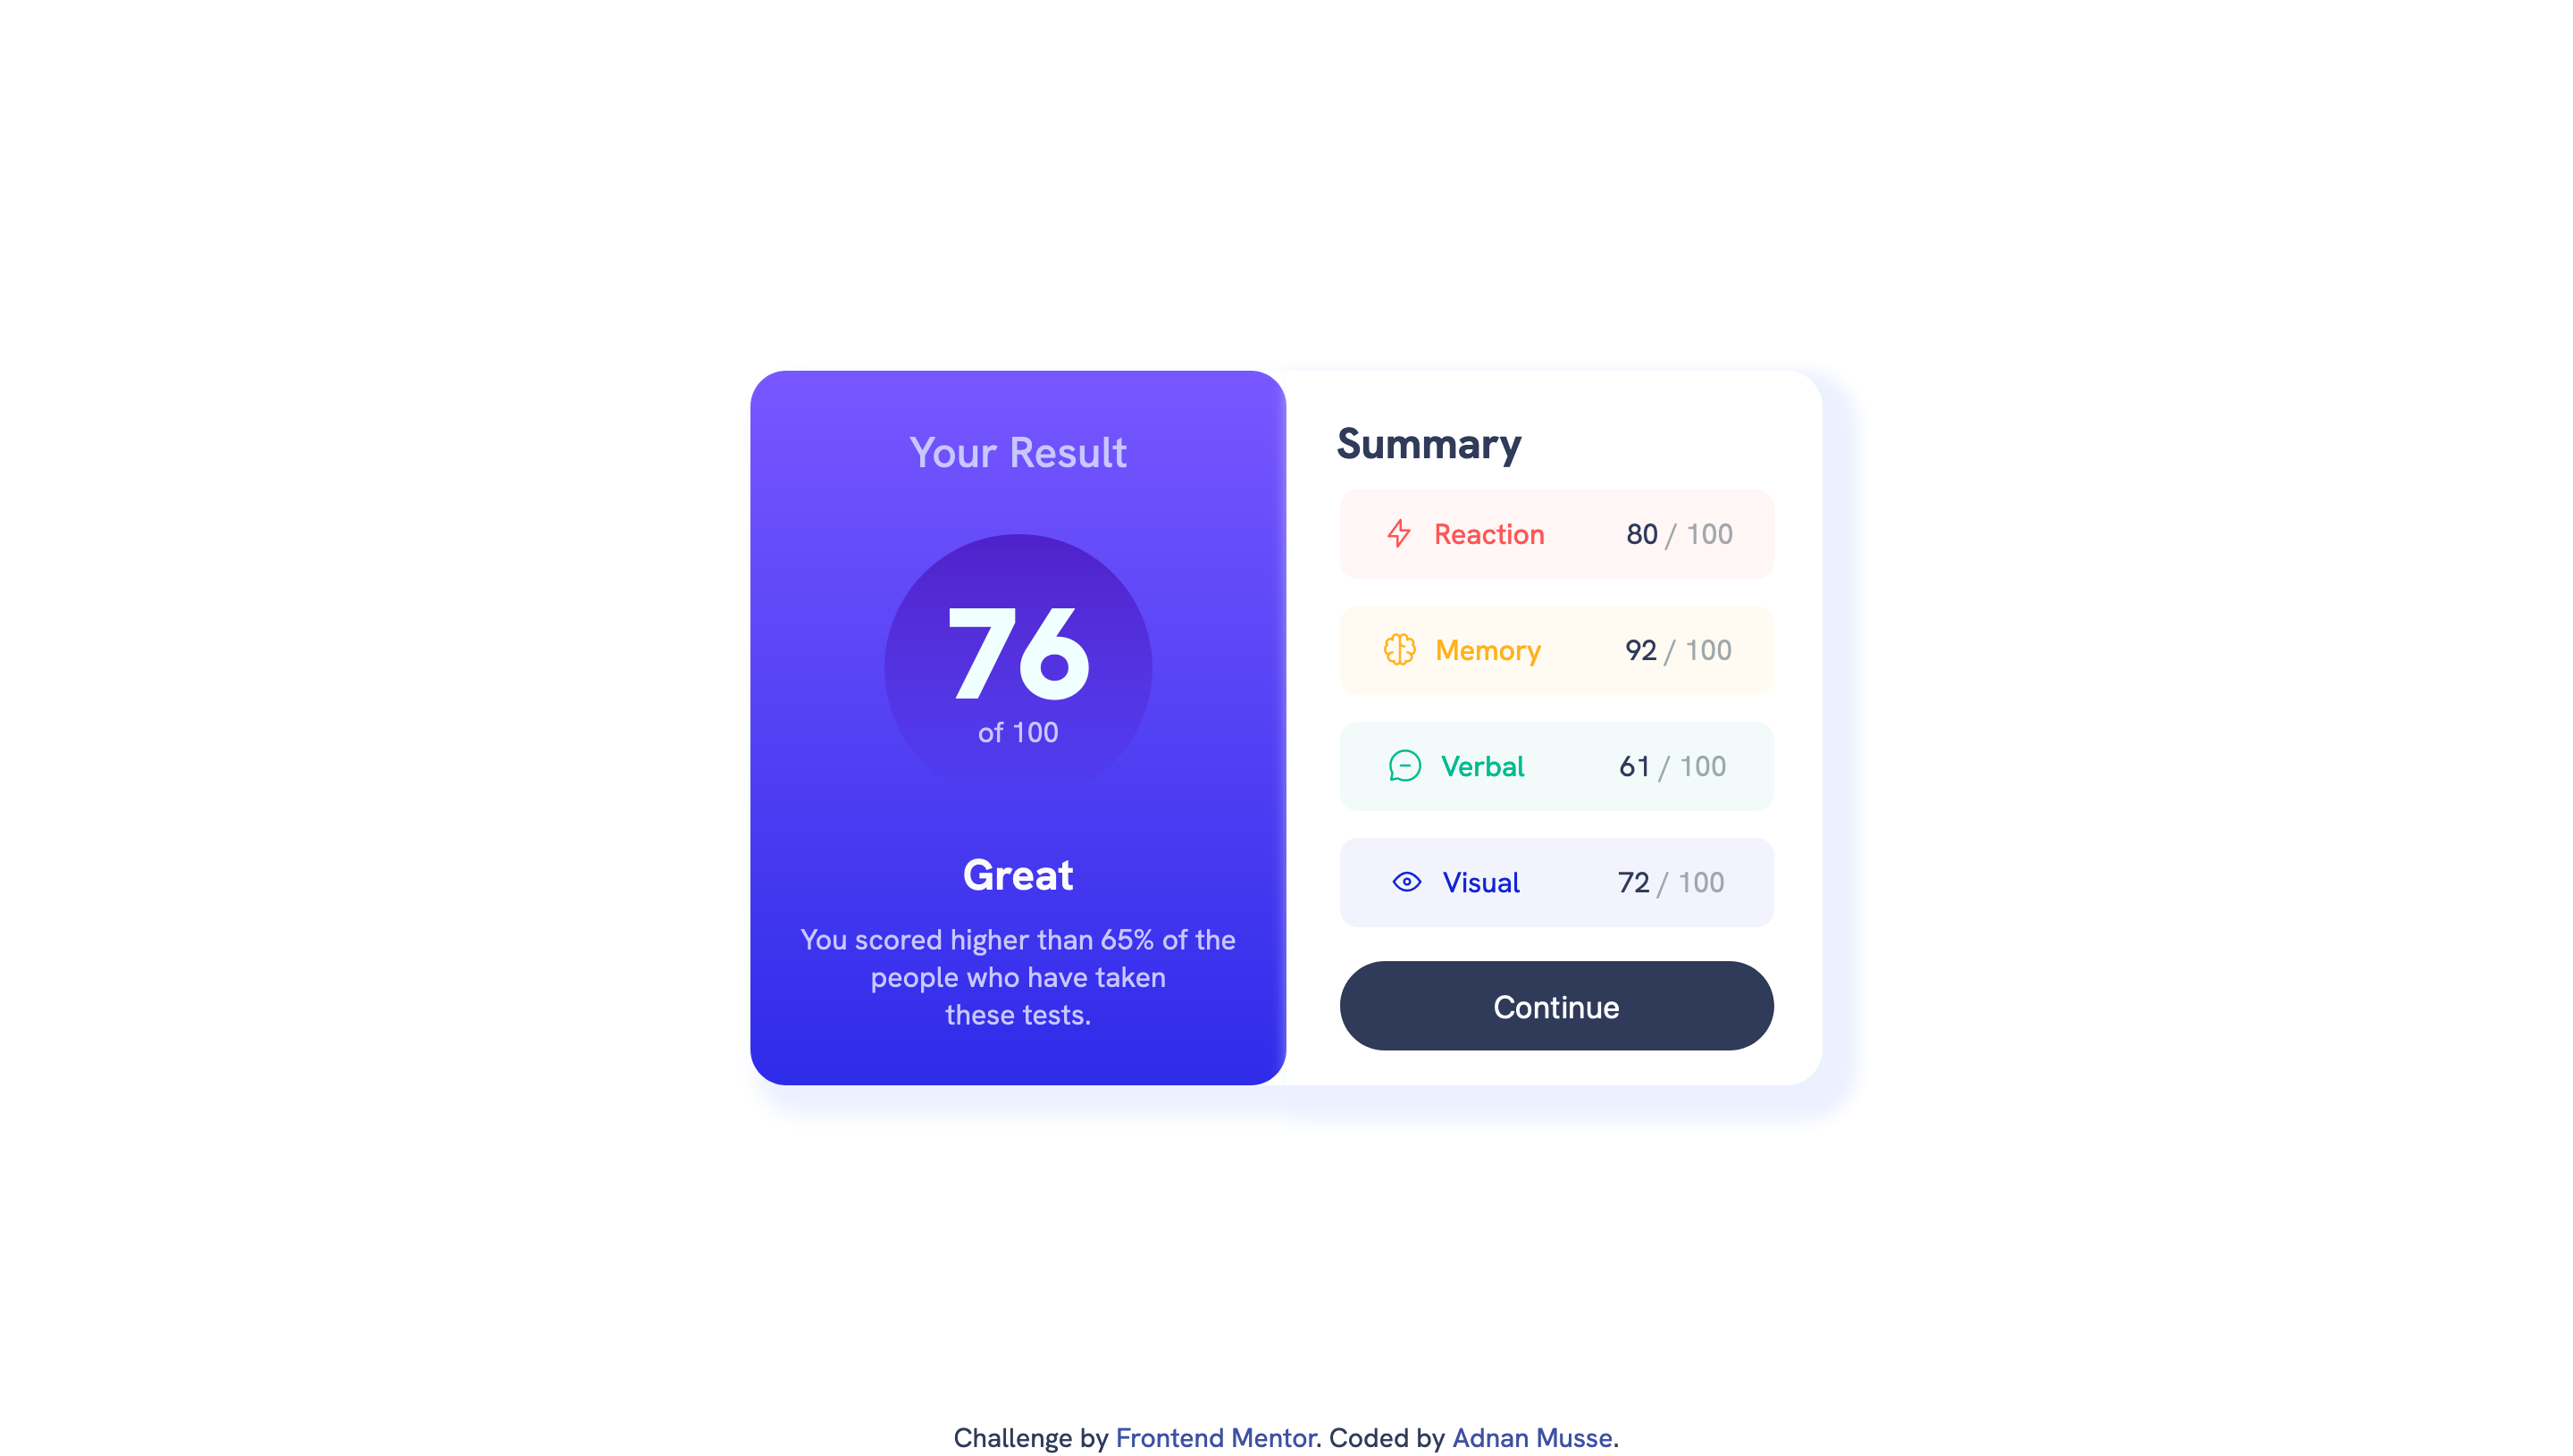 Your Result
76
of 100
Great
You scored higher than 65% of the
people who have taken
these tests.
Summary
Reaction 80 / 100
Memory 92 / 100
Verbal 61 / 100
Visual 72 / 100
Continue
Challenge by Frontend Mentor. Coded by Adnan Musse.